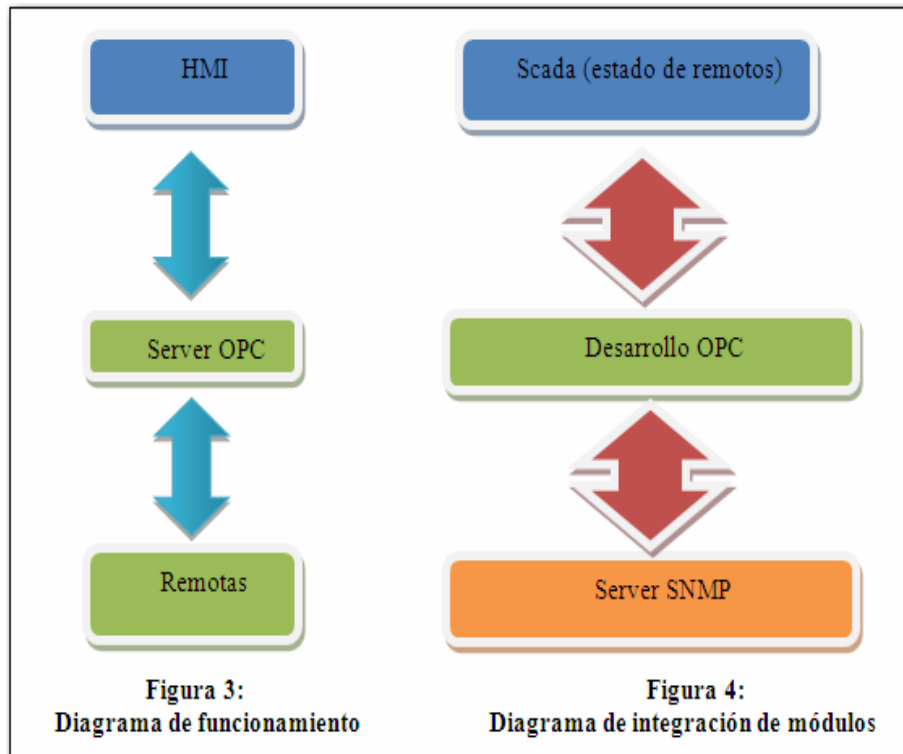 HMI
Server OPC
Remotas
Figura 3:
Diagrama de funcionamiento
Scada (estado de remotos)
Desarrollo OPC
Server SNMP
Figura 4:
Diagrama de integración de módulos